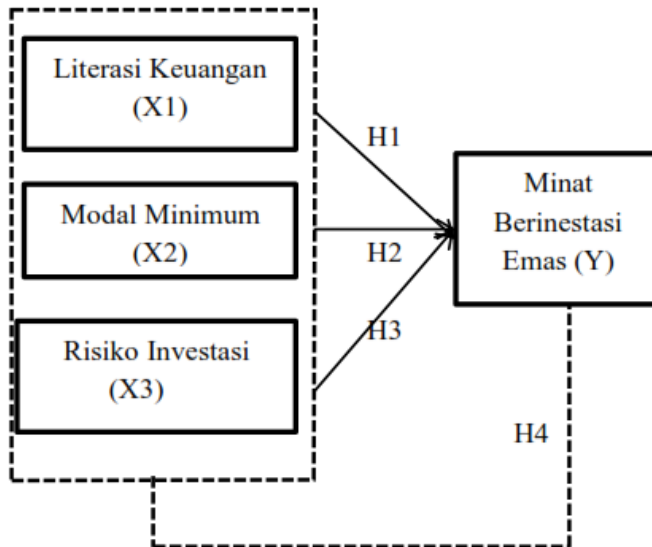 Literasi Keuangan
(X1)
H1
Modal Minimum
(X2)
H2
Minat
Berinestasi
Emas (Y)
Risiko Investasi
(X3)
H3
H4